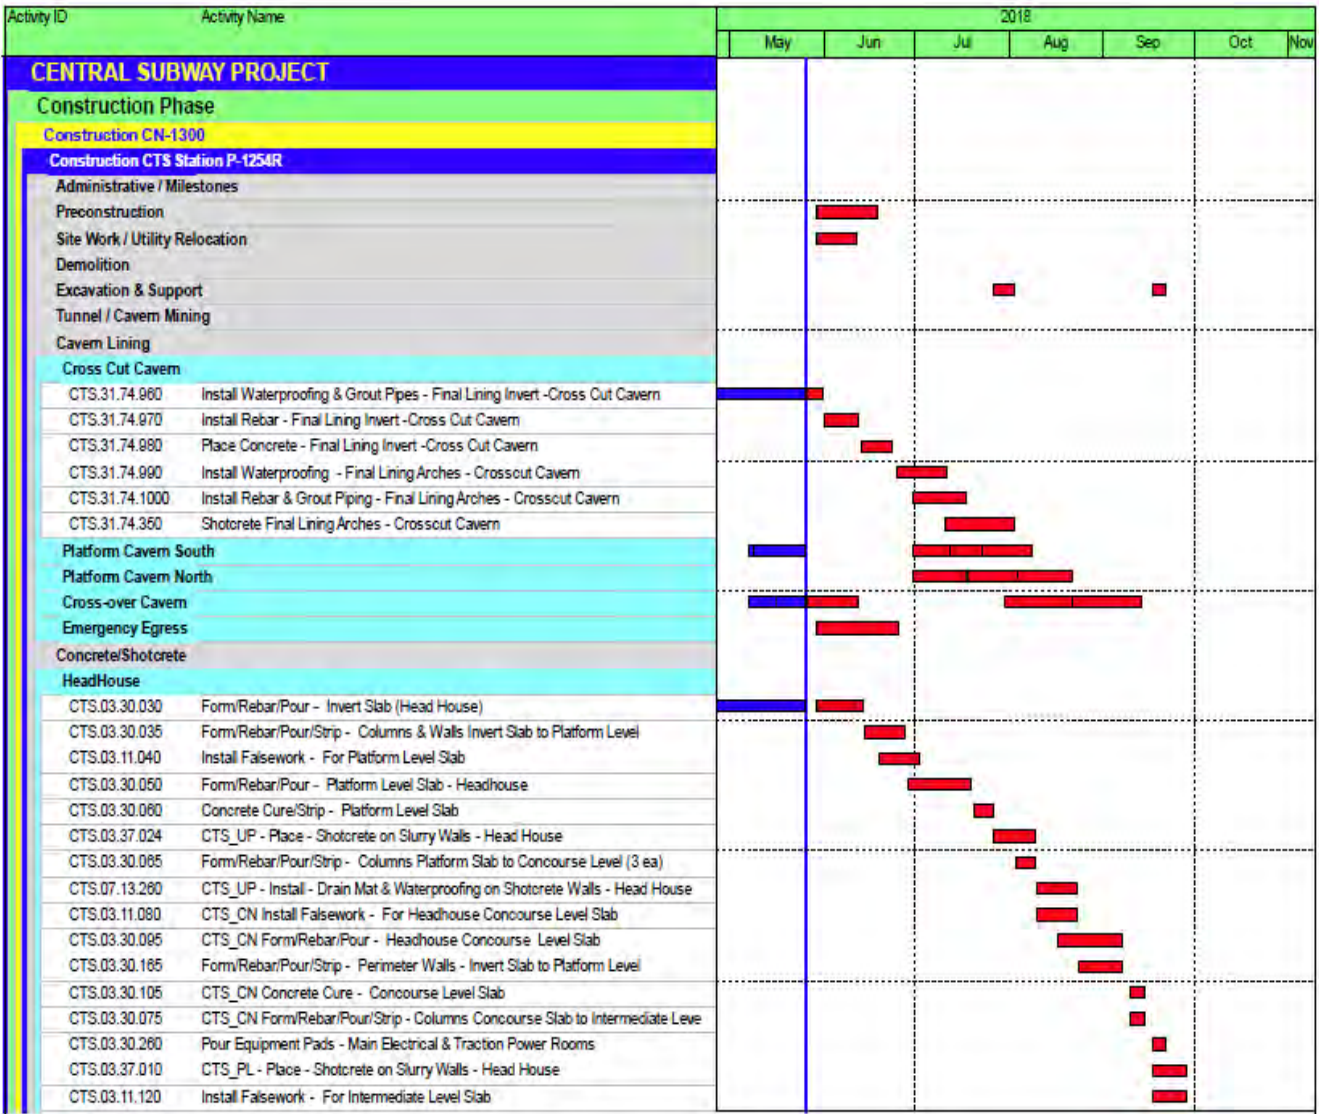 Activity ID Activity Name 2018
May Jun Jul Aug Sep Oct Nov
CENTRAL SUBWAY PROJECT
Construction Phase
Construction CN-1300
Construction CTS Station P-1254R
Administrative / Milestones
Preconstruction
Site Work / Utility Relocation
Demolition
Excavation & Support
Tunnel / Cavern Mining
Cavern Lining
Cross Cut Cavern
CTS.31.74.960 Install Waterproofing & Grout Pipes - Final Lining Invert -Cross Cut Cavern
CTS.31.74.970 Install Rebar - Final Lining Invert -Cross Cut Cavern
CTS.31.74.980 Place Concrete - Final Lining Invert -Cross Cut Cavern
CTS.31.74.990 Install Waterproofing - Final Lining Arches - Crosscut Cavern
CTS.31.74.1000 Install Rebar & Grout Piping - Final Lining Arches - Crosscut Cavern
CTS.31.74.350 Shotcrete Final Lining Arches - Crosscut Cavern
Platform Cavern South
Platform Cavern North
Cross-over Cavern
Emergency Egress
Concrete/Shotcrete
HeadHouse
CTS.03.30.030 Form/Rebar/Pour - Invert Slab (Head House)
CTS.03.30.035 Form/Rebar/Pour/Strip - Columns & Walls Invert Slab to Platform Level
CTS.03.11.040 Install Falsework - For Platform Level Slab
CTS.03.30.050 Form/Rebar/Pour - Platform Level Slab - Headhouse
CTS.03.30.060 Concrete Cure/Strip - Platform Level Slab
CTS.03.37.024 CTS_UP - Place - Shotcrete on Slurry Walls - Head House
CTS.03.30.065 Form/Rebar/Pour/Strip - Columns Platform Slab to Concourse Level (3 ea)
CTS.07.13.260 CTS_UP - Install - Drain Mat & Waterproofing on Shotcrete Walls - Head House
CTS.03.11.080 CTS_CN Install Falsework - For Headhouse Concourse Level Slab
CTS.03.30.095 CTS_CN Form/Rebar/Pour - Headhouse Concourse Level Slab
CTS.03.30.165 Form/Rebar/Pour/Strip - Perimeter Walls - Invert Slab to Platform Level
CTS.03.30.105 CTS_CN Concrete Cure - Concourse Level Slab
CTS.03.30.075 CTS_CN Form/Rebar/Pour/Strip - Columns Concourse Slab to Intermediate Leve
CTS.03.30.260 Pour Equipment Pads - Main Electrical & Traction Power Rooms
CTS.03.37.010 CTS_PL - Place - Shotcrete on Slurry Walls - Head House
CTS.03.11.120 Install Falsework - For Intermediate Level Slab